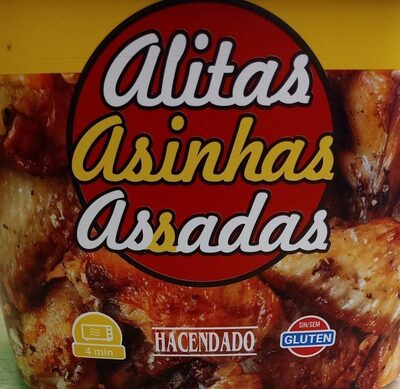 Alitas
Asinhas
Assadas
4 min
HACENDADO
SIN/SEM
GLUTEN